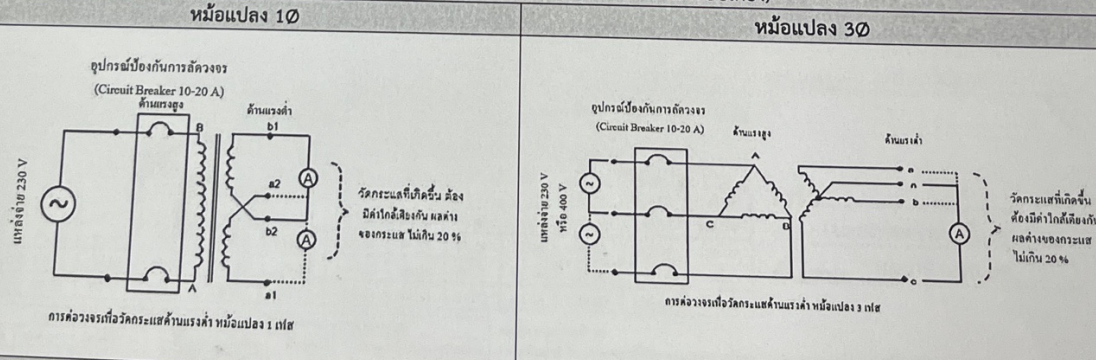 หม้อแปลง 1Ø
หม้อแปลง 3Ø
อุปกรณ์ป้องกันการลัดวงจร
(Circuit Breaker 10-20 A)
ด้านแรงสูง
ด้านแรงต่ำ
แหล่งจ่าย 230 V
B
A
b1
a2
b2
a1
A
A
วัดกระแสที่เกิดขึ้น ต้อง
มีค่าใกล้เคียงกัน ผลต่าง
ของกระแส ไม่เกิน 20 %
การต่อวงจรเพื่อวัดกระแสด้านแรงต่ำ หม้อแปลง 1 เฟส
อุปกรณ์ป้องกันการลัดวงจร
(Circuit Breaker 10-20 A)
ด้านแรงสูง
ด้านแรงต่ำ
แหล่งจ่าย 230 V
หรือ 400 V
A
C
B
a
n
b
c
A
วัดกระแสที่เกิดขึ้น
ต้องมีค่าใกล้เคียงกัน
ผลต่างของกระแส
ไม่เกิน 20 %
การต่อวงจรเพื่อวัดกระแสด้านแรงต่ำ หม้อแปลง 3 เฟส